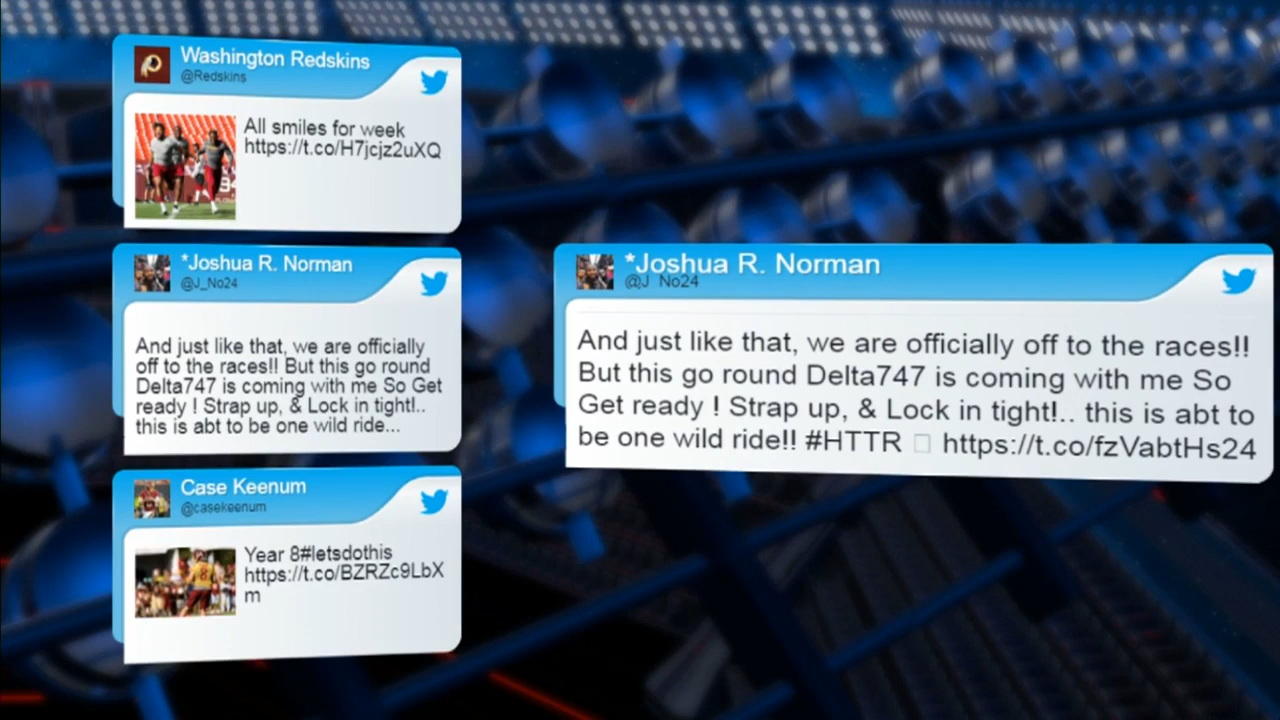 Washington Redskins
@Redskins
All smiles for week
https://t.co/H7jcjz2uXQ
*Joshua R. Norman
@J_No24
And just like that, we are officially
off to the races!! But this go round
Delta747 is coming with me So Get
ready ! Strap up, & Lock in tight!..
this is abt to be one wild ride...
Case Keenum
@casekeenum
Year 8#letsdothis
https://t.co/BZRZc9LbX
m
*Joshua R. Norman
@J_No24
And just like that, we are officially off to the races!!
But this go round Delta747 is coming with me So
Get ready ! Strap up, & Lock in tight!.. this is abt to
be one wild ride!! #HTTR □ https://t.co/fzVabtHs24